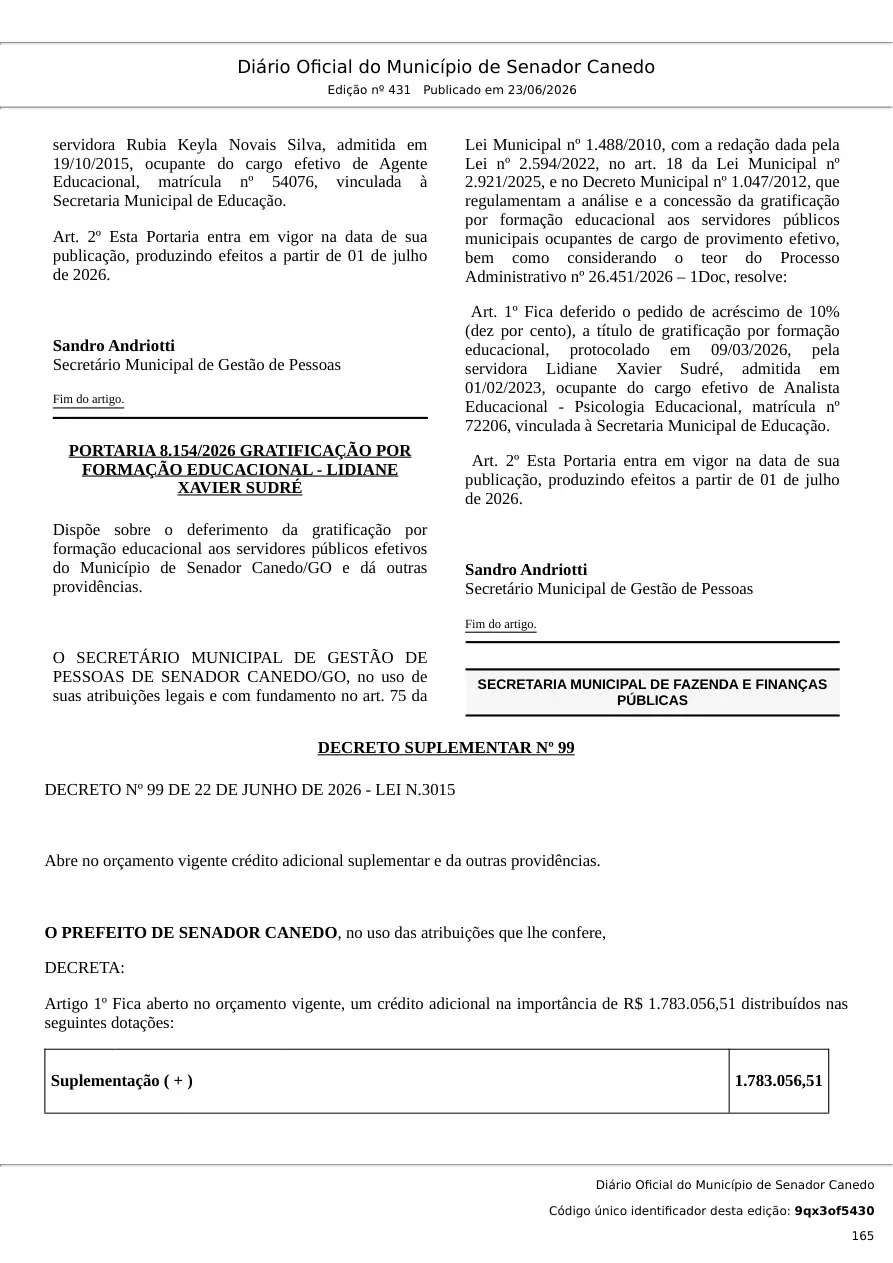 Diário Oficial do Município de Senador Canedo
Edição nº 431 Publicado em 23/06/2026
servidora Rubia Keyla Novais Silva, admitida em
19/10/2015, ocupante do cargo efetivo de Agente
Educacional, matrícula nº 54076, vinculada à
Secretaria Municipal de Educação.
Art. 2º Esta Portaria entra em vigor na data de sua
publicação, produzindo efeitos a partir de 01 de julho
de 2026.
Sandro Andriotti
Secretário Municipal de Gestão de Pessoas
Fim do artigo.
PORTARIA 8.154/2026 GRATIFICAÇÃO POR
FORMAÇÃO EDUCACIONAL - LIDIANE
XAVIER SUDRÉ
Dispõe sobre o deferimento da gratificação por
formação educacional aos servidores públicos efetivos
do Município de Senador Canedo/GO e dá outras
providências.
O SECRETÁRIO MUNICIPAL DE GESTÃO DE
PESSOAS DE SENADOR CANEDO/GO, no uso de
suas atribuições legais e com fundamento no art. 75 da
Lei Municipal nº 1.488/2010, com a redação dada pela
Lei nº 2.594/2022, no art. 18 da Lei Municipal nº
2.921/2025, e no Decreto Municipal nº 1.047/2012, que
regulamentam a análise e a concessão da gratificação
por formação educacional aos servidores públicos
municipais ocupantes de cargo de provimento efetivo,
bem como considerando o teor do Processo
Administrativo nº 26.451/2026 – 1Doc, resolve:
Art. 1º Fica deferido o pedido de acréscimo de 10%
(dez por cento), a título de gratificação por formação
educacional, protocolado em 09/03/2026, pela
servidora Lidiane Xavier Sudré, admitida em
01/02/2023, ocupante do cargo efetivo de Analista
Educacional - Psicologia Educacional, matrícula nº
72206, vinculada à Secretaria Municipal de Educação.
Art. 2º Esta Portaria entra em vigor na data de sua
publicação, produzindo efeitos a partir de 01 de julho
de 2026.
Sandro Andriotti
Secretário Municipal de Gestão de Pessoas
Fim do artigo.
SECRETARIA MUNICIPAL DE FAZENDA E FINANÇAS
PÚBLICAS
DECRETO SUPLEMENTAR Nº 99
DECRETO Nº 99 DE 22 DE JUNHO DE 2026 - LEI N.3015
Abre no orçamento vigente crédito adicional suplementar e da outras providências.
O PREFEITO DE SENADOR CANEDO, no uso das atribuições que lhe confere,
DECRETA:
Artigo 1º Fica aberto no orçamento vigente, um crédito adicional na importância de R$ 1.783.056,51 distribuídos nas
seguintes dotações:
Suplementação ( + ) 1.783.056,51
Diário Oficial do Município de Senador Canedo
Código único identificador desta edição: 9qx3of5430
165